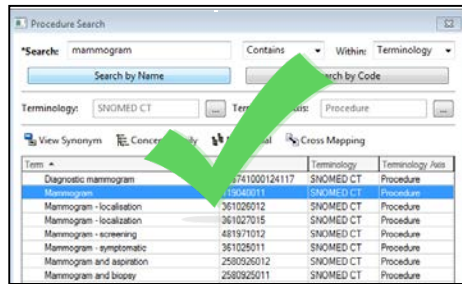 Procedure Search
*Search: mammogram Contains Within: Terminology
Search by Name Search by Code
Terminology: SNOMED CT ... Procedure ...
View Synonym Cross Mapping
Term Terminology Terminology Axis
Diagnostic mammogram SNOMED CT Procedure
Mammogram SNOMED CT Procedure
Mammogram - localisation 361026012 SNOMED CT Procedure
Mammogram - localization 361027015 SNOMED CT Procedure
Mammogram - screening 481971012 SNOMED CT Procedure
Mammogram - symptomatic 361025011 SNOMED CT Procedure
Mammogram and aspiration 2580926012 SNOMED CT Procedure
Mammogram and biopsy 2580925011 SNOMED CT Procedure